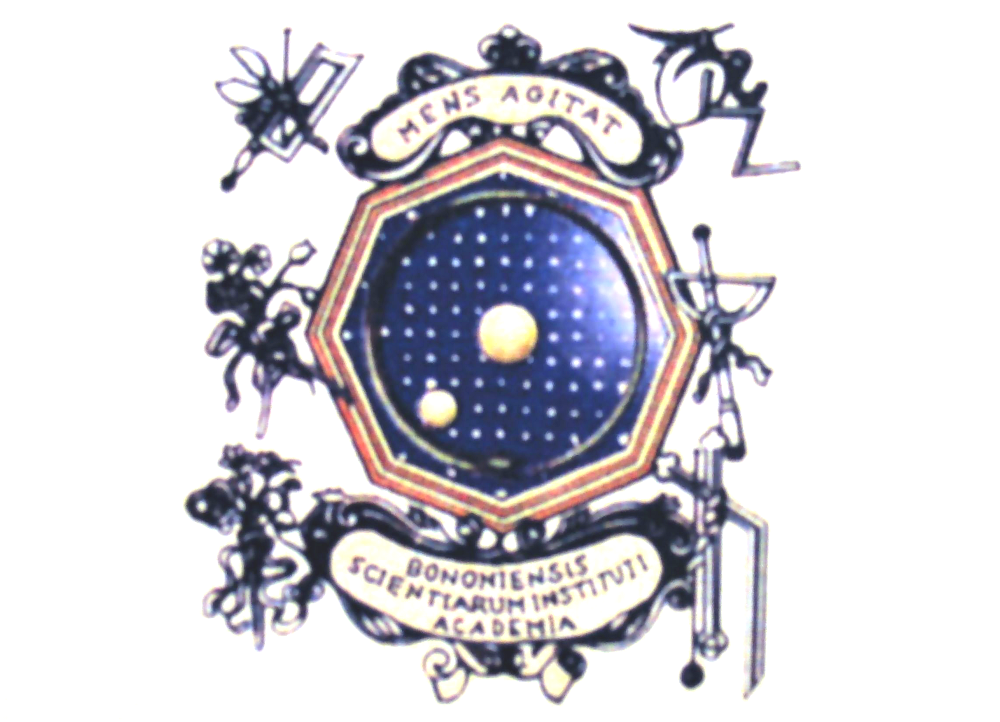 MENS AGITAT
BONONIENSIS
SCIENTIARUM INSTITUTI
ACADEMIA